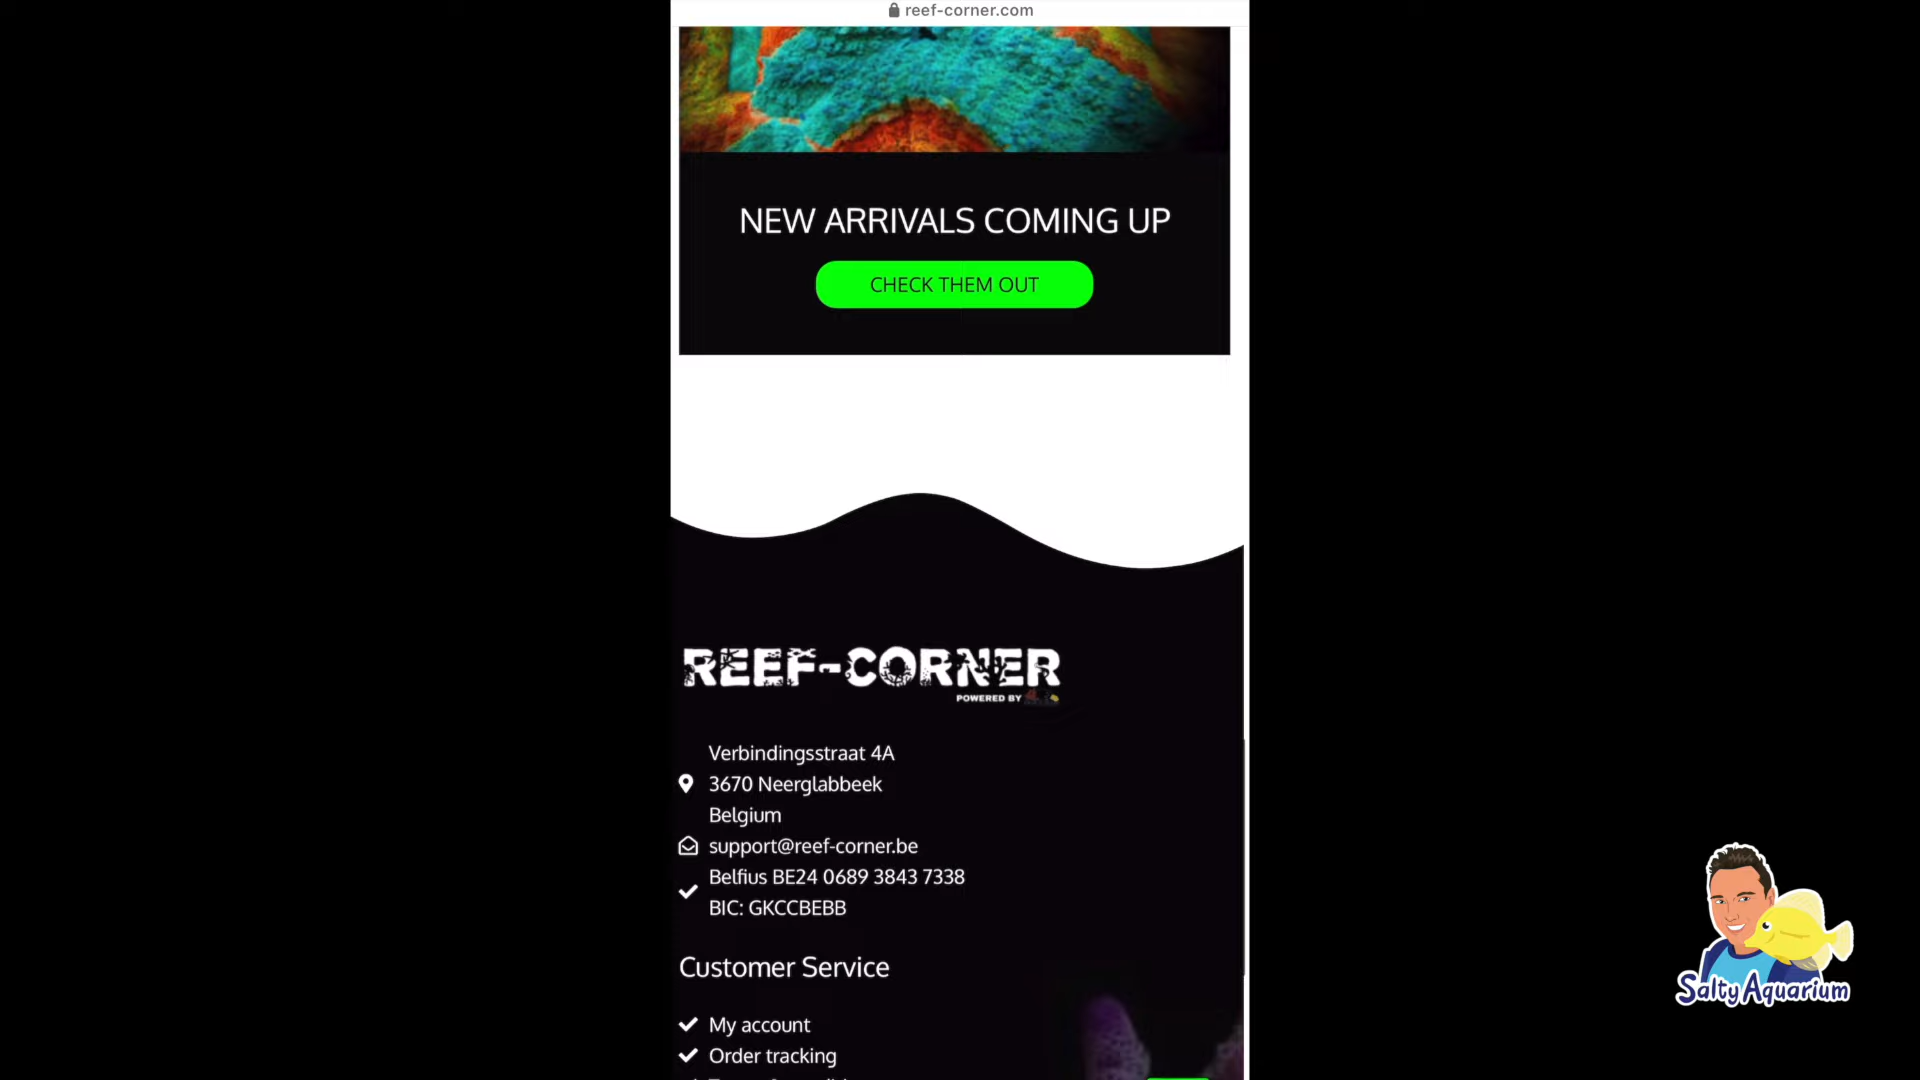 reef-corner.com
NEW ARRIVALS COMING UP
CHECK THEM OUT
REEF-CORNER
POWERED BY
Verbindingsstraat 4A
3670 Neerglabbeek
Belgium
support@reef-corner.be
Belfius BE24 0689 3843 7338
BIC: GKCCBEBB
Customer Service
My account
Order tracking
Salty Aquarium